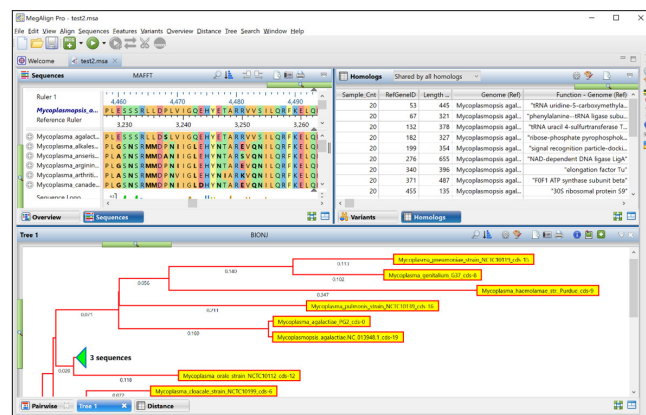 MegAlign Pro - test2.msa
File Edit View Align Sequences Features Variants Overview Distance Tree Search Window Help
Welcome test2.msa
Sequences MAFFT
Ruler 1
4,460 4,470 4,480 4,490
Mycoplasmopsis_a... PLESSSRLLDPLVIGQEHYETARRVVSILQRFKELQ
Reference Ruler 3,230 3,240 3,250 3,260
Mycoplasma_agalact...
Mycoplasma_alkales...
Mycoplasma_anseris...
Mycoplasma_arginin...
Mycoplasma_arthriti...
Mycoplasma_canade...
Sequence Logo
Overview Sequences
Homologs Shared by all homologs
Sample_Cnt RefGeneID Length ... Genome (Ref) Function - Genome (Ref)
20 53 445 Mycoplasmopsis agal... "tRNA uridine-5-carboxymethyla...
20 67 321 Mycoplasmopsis agal... "phenylalanine--tRNA ligase subu...
20 132 378 Mycoplasmopsis agal... "tRNA uracil 4-sulfurtransferase T...
20 182 327 Mycoplasmopsis agal... "ribose-phosphate pyrophosphok...
20 199 354 Mycoplasmopsis agal... "signal recognition particle-docki...
20 276 655 Mycoplasmopsis agal... "NAD-dependent DNA ligase LigA"
20 340 396 Mycoplasmopsis agal... "elongation factor Tu"
20 371 487 Mycoplasmopsis agal... "F0F1 ATP synthase subunit beta"
20 455 135 Mycoplasmopsis agal... "30S ribosomal protein S9"
Variants Homologs
Tree 1 BIONJ
0.113 Mycoplasma_pneumoniae_strain_NCTC10119_cds-15
0.140
0.102 Mycoplasma_genitalium_G37_cds-8
0.056
0.347 Mycoplasma_haemolamae_str._Purduc_cds-9
0.071
0.211 Mycoplasma_pulmonis_strain_NCTC10139_cds-16
Mycoplasma_agalactiae_PG2_cds-0
0.160
Mycoplasmopsis_agalactiae.NC_013948.1_cds-19
3 sequences
0.020
0.118 Mycoplasma_orale_strain_NCTC10112_cds-12
Mycoplasma_cloacale_strain_NCTC10199_cds-6
0.072
Pairwise Tree 1 Distance